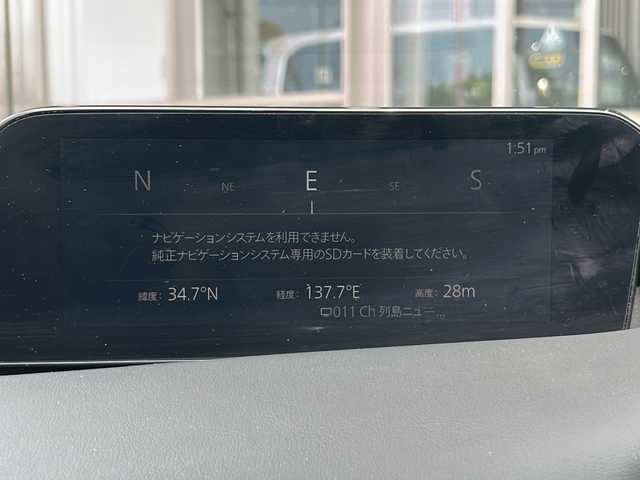 1:51 pm
N NE E SE S
ナビゲーションシステムを利用できません。
純正ナビゲーションシステム専用のSDカードを装着してください。
緯度: 34.7°N 経度: 137.7°E 高度: 28m
011 Ch 列島ニュー...